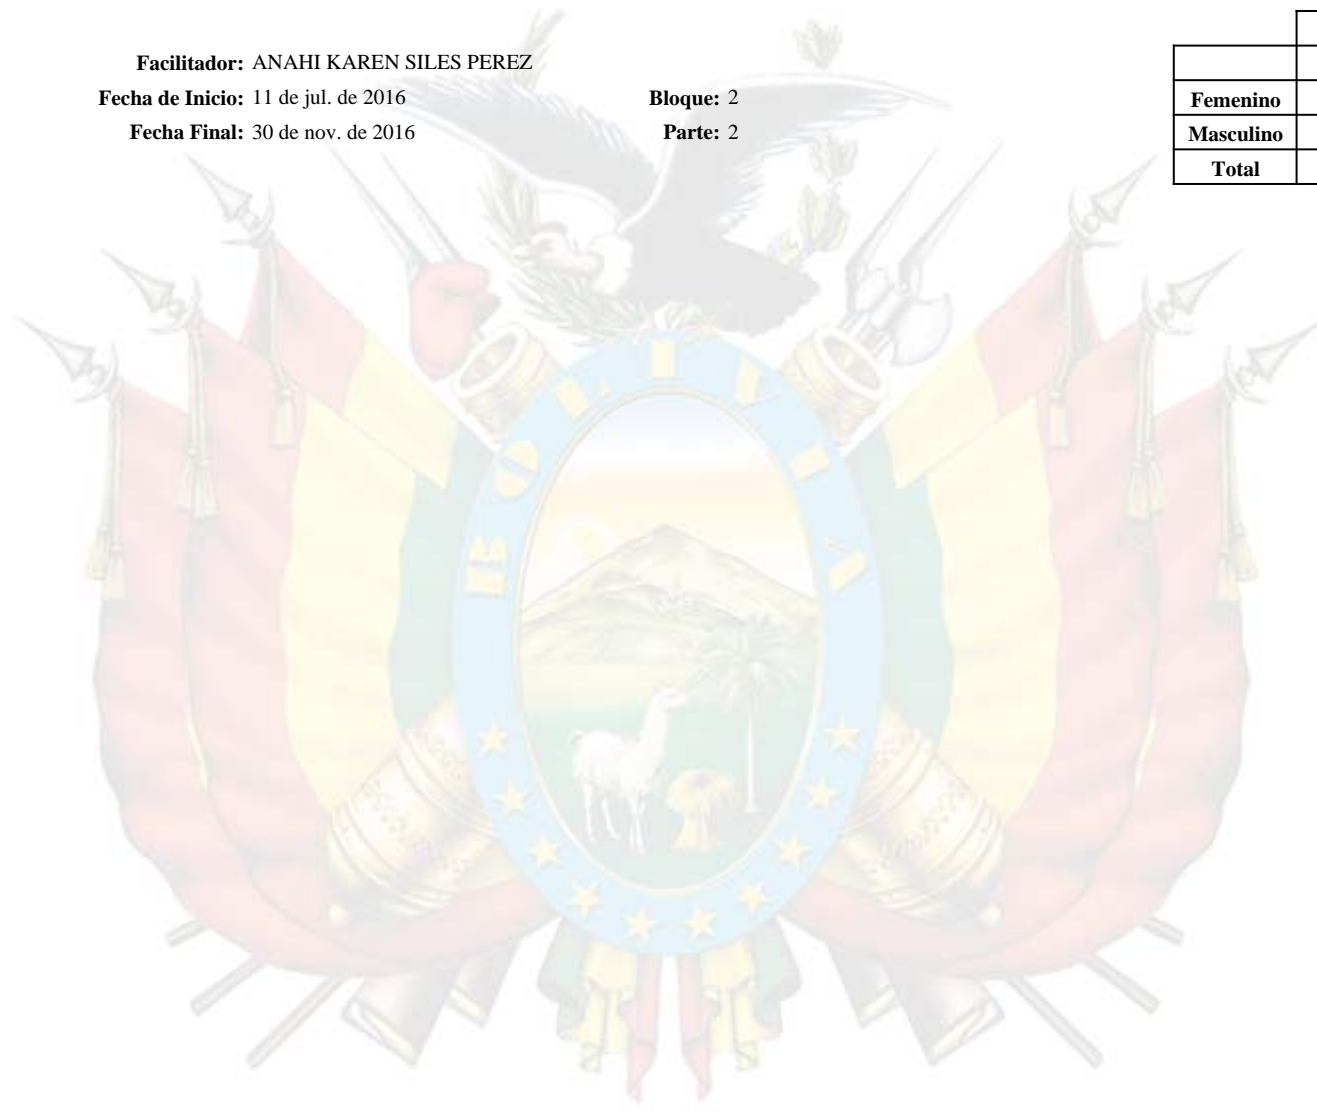 Facilitador: ANAHI KAREN SILES PEREZ
Fecha de Inicio: 11 de jul. de 2016 Bloque: 2
Fecha Final: 30 de nov. de 2016 Parte: 2
Femenino
Masculino
Total
BOLIVIA